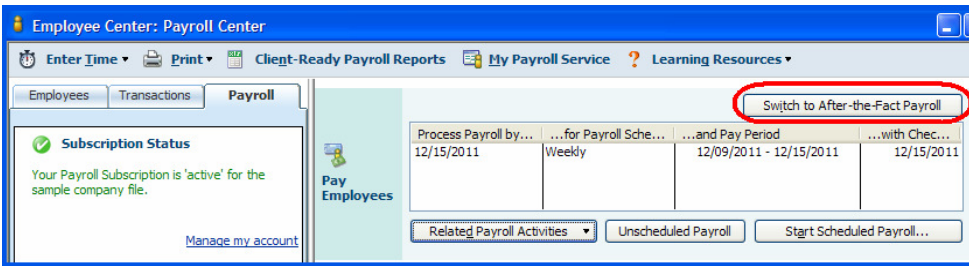 Employee Center: Payroll Center
Enter Time Print Client-Ready Payroll Reports My Payroll Service ? Learning Resources
Employees Transactions Payroll
Switch to After-the-Fact Payroll
Subscription Status
Your Payroll Subscription is 'active' for the
sample company file.
Manage my account
Pay
Employees
Process Payroll by... ...for Payroll Sche... ...and Pay Period ...with Chec...
12/15/2011 Weekly 12/09/2011 - 12/15/2011 12/15/2011
Related Payroll Activities Unscheduled Payroll Start Scheduled Payroll...